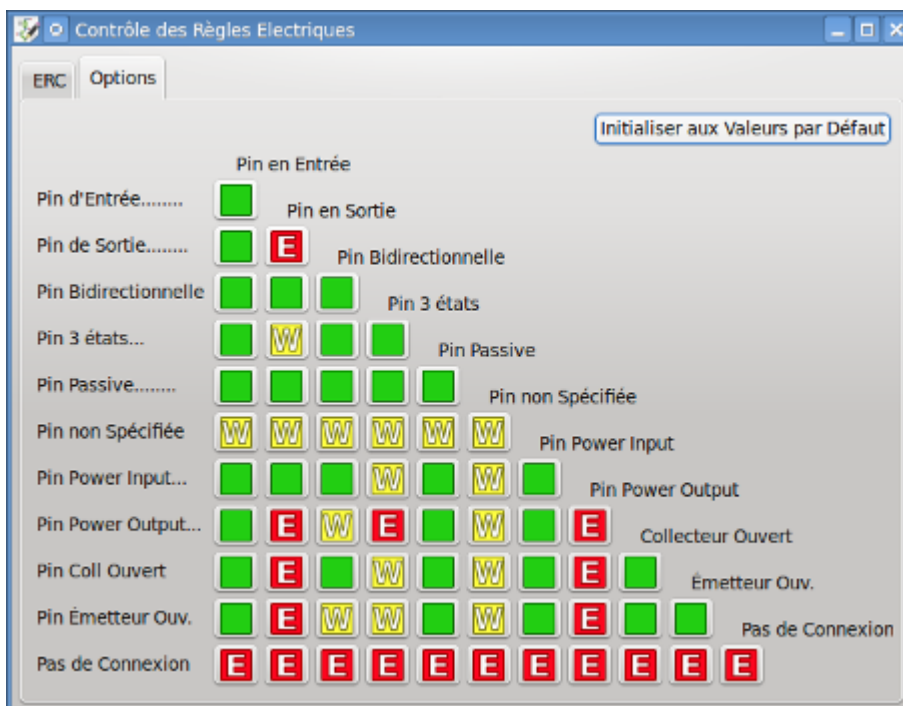 Contrôle des Règles Electriques
ERC Options
Initialiser aux Valeurs par Défaut
Pin en Entrée
Pin d'Entrée........
Pin en Sortie
Pin de Sortie........ E
Pin Bidirectionnelle
Pin Bidirectionnelle
Pin 3 états
Pin 3 états... W
Pin Passive
Pin Passive........
Pin non Spécifiée
Pin non Spécifiée W W W W W W
Pin Power Input
Pin Power Input... W W
Pin Power Output
Pin Power Output... E W E W E
Collecteur Ouvert
Pin Coll Ouvert E W W E
Émetteur Ouv.
Pin Émetteur Ouv. E W W W E
Pas de Connexion
Pas de Connexion E E E E E E E E E E E